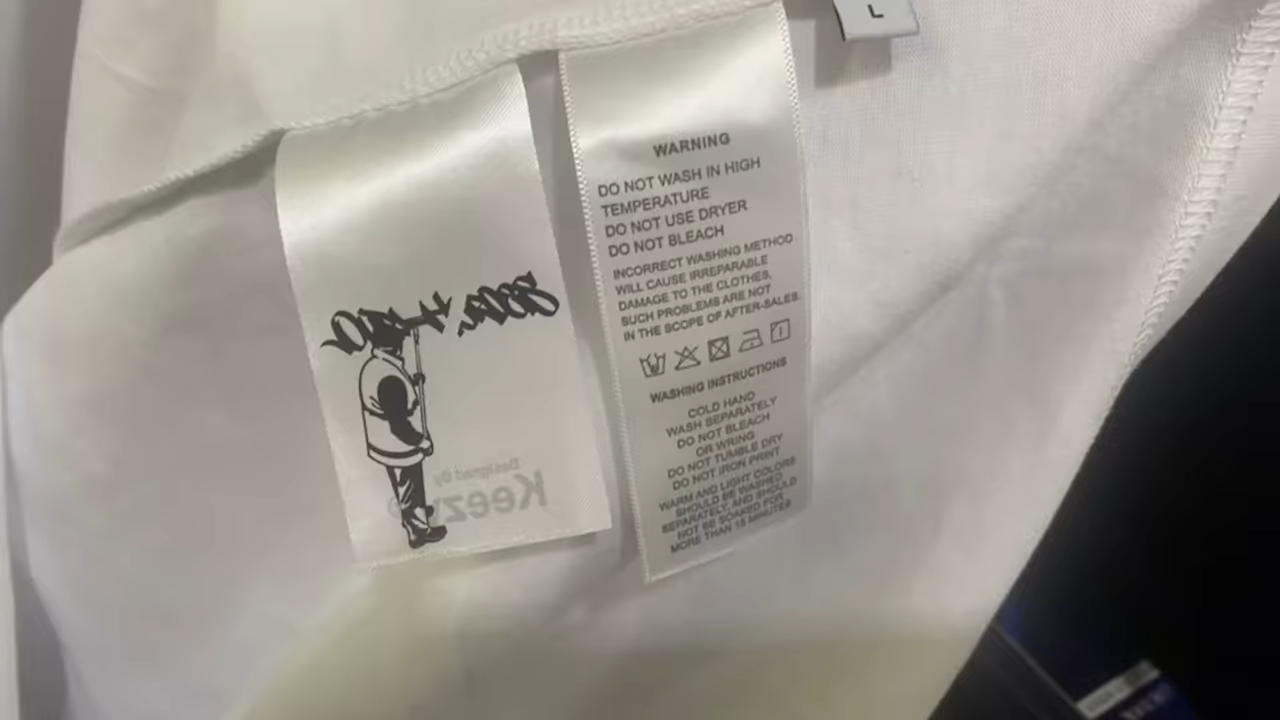 L
WARNING
DO NOT WASH IN HIGH
TEMPERATURE
DO NOT USE DRYER
DO NOT BLEACH
INCORRECT WASHING METHOD
WILL CAUSE IRREPARABLE
DAMAGE TO THE CLOTHES,
SUCH PROBLEMS ARE NOT
IN THE SCOPE OF AFTER-SALES.
WASHING INSTRUCTIONS
COLD HAND
WASH SEPARATELY
DO NOT BLEACH
OR WRING
DO NOT TUMBLE DRY
DO NOT IRON PRINT
WARM AND LIGHT COLORS
SHOULD BE WASHED
SEPARATELY, AND SHOULD
NOT BE SOAKED FOR
MORE THAN 15 MINUTES
Designed By
Keezy